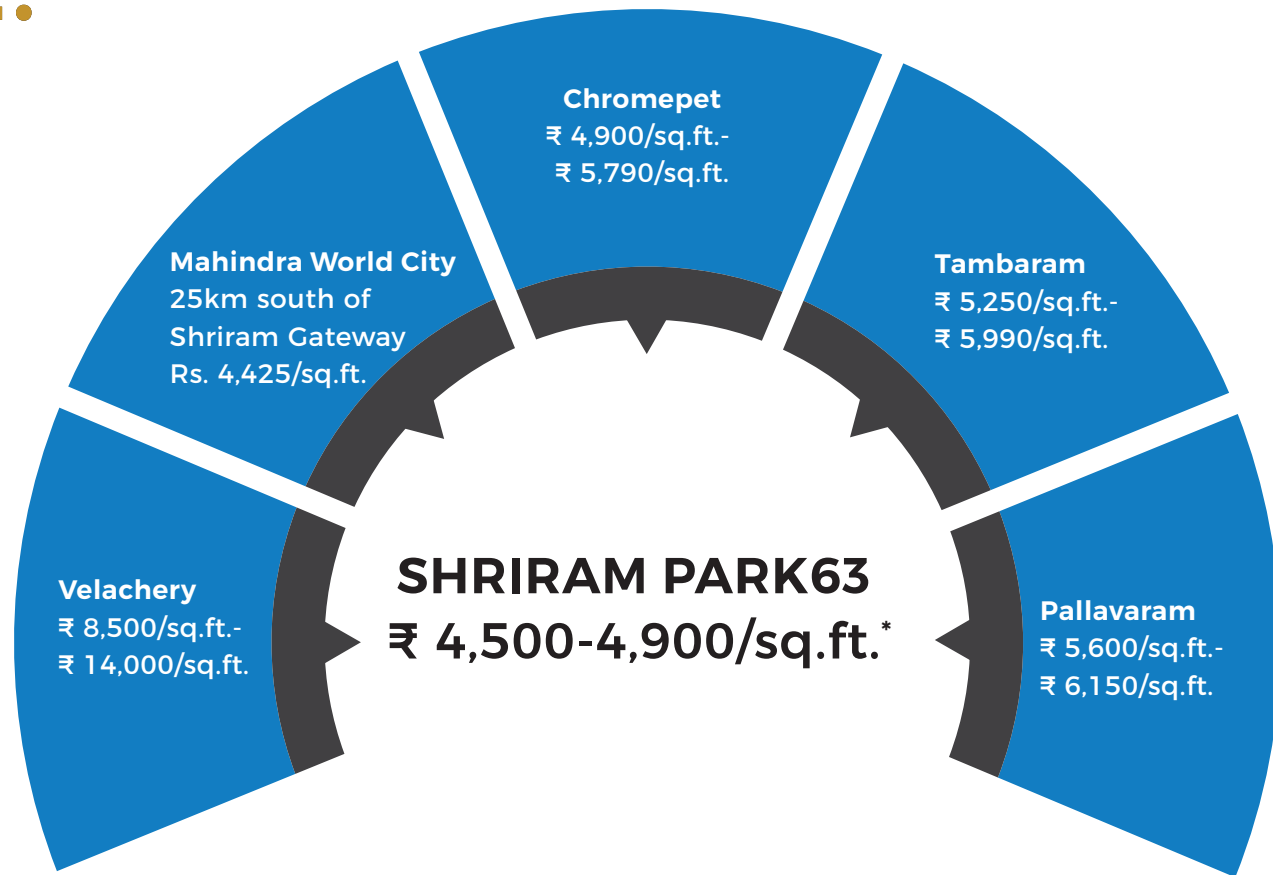 Chromepet
₹ 4,900/sq.ft.-
₹ 5,790/sq.ft.
Mahindra World City
25km south of
Shriram Gateway
Rs. 4,425/sq.ft.
Tambaram
₹ 5,250/sq.ft.-
₹ 5,990/sq.ft.
Velachery
₹ 8,500/sq.ft.-
₹ 14,000/sq.ft.
SHRIRAM PARK63
₹ 4,500-4,900/sq.ft.*
Pallavaram
₹ 5,600/sq.ft.-
₹ 6,150/sq.ft.